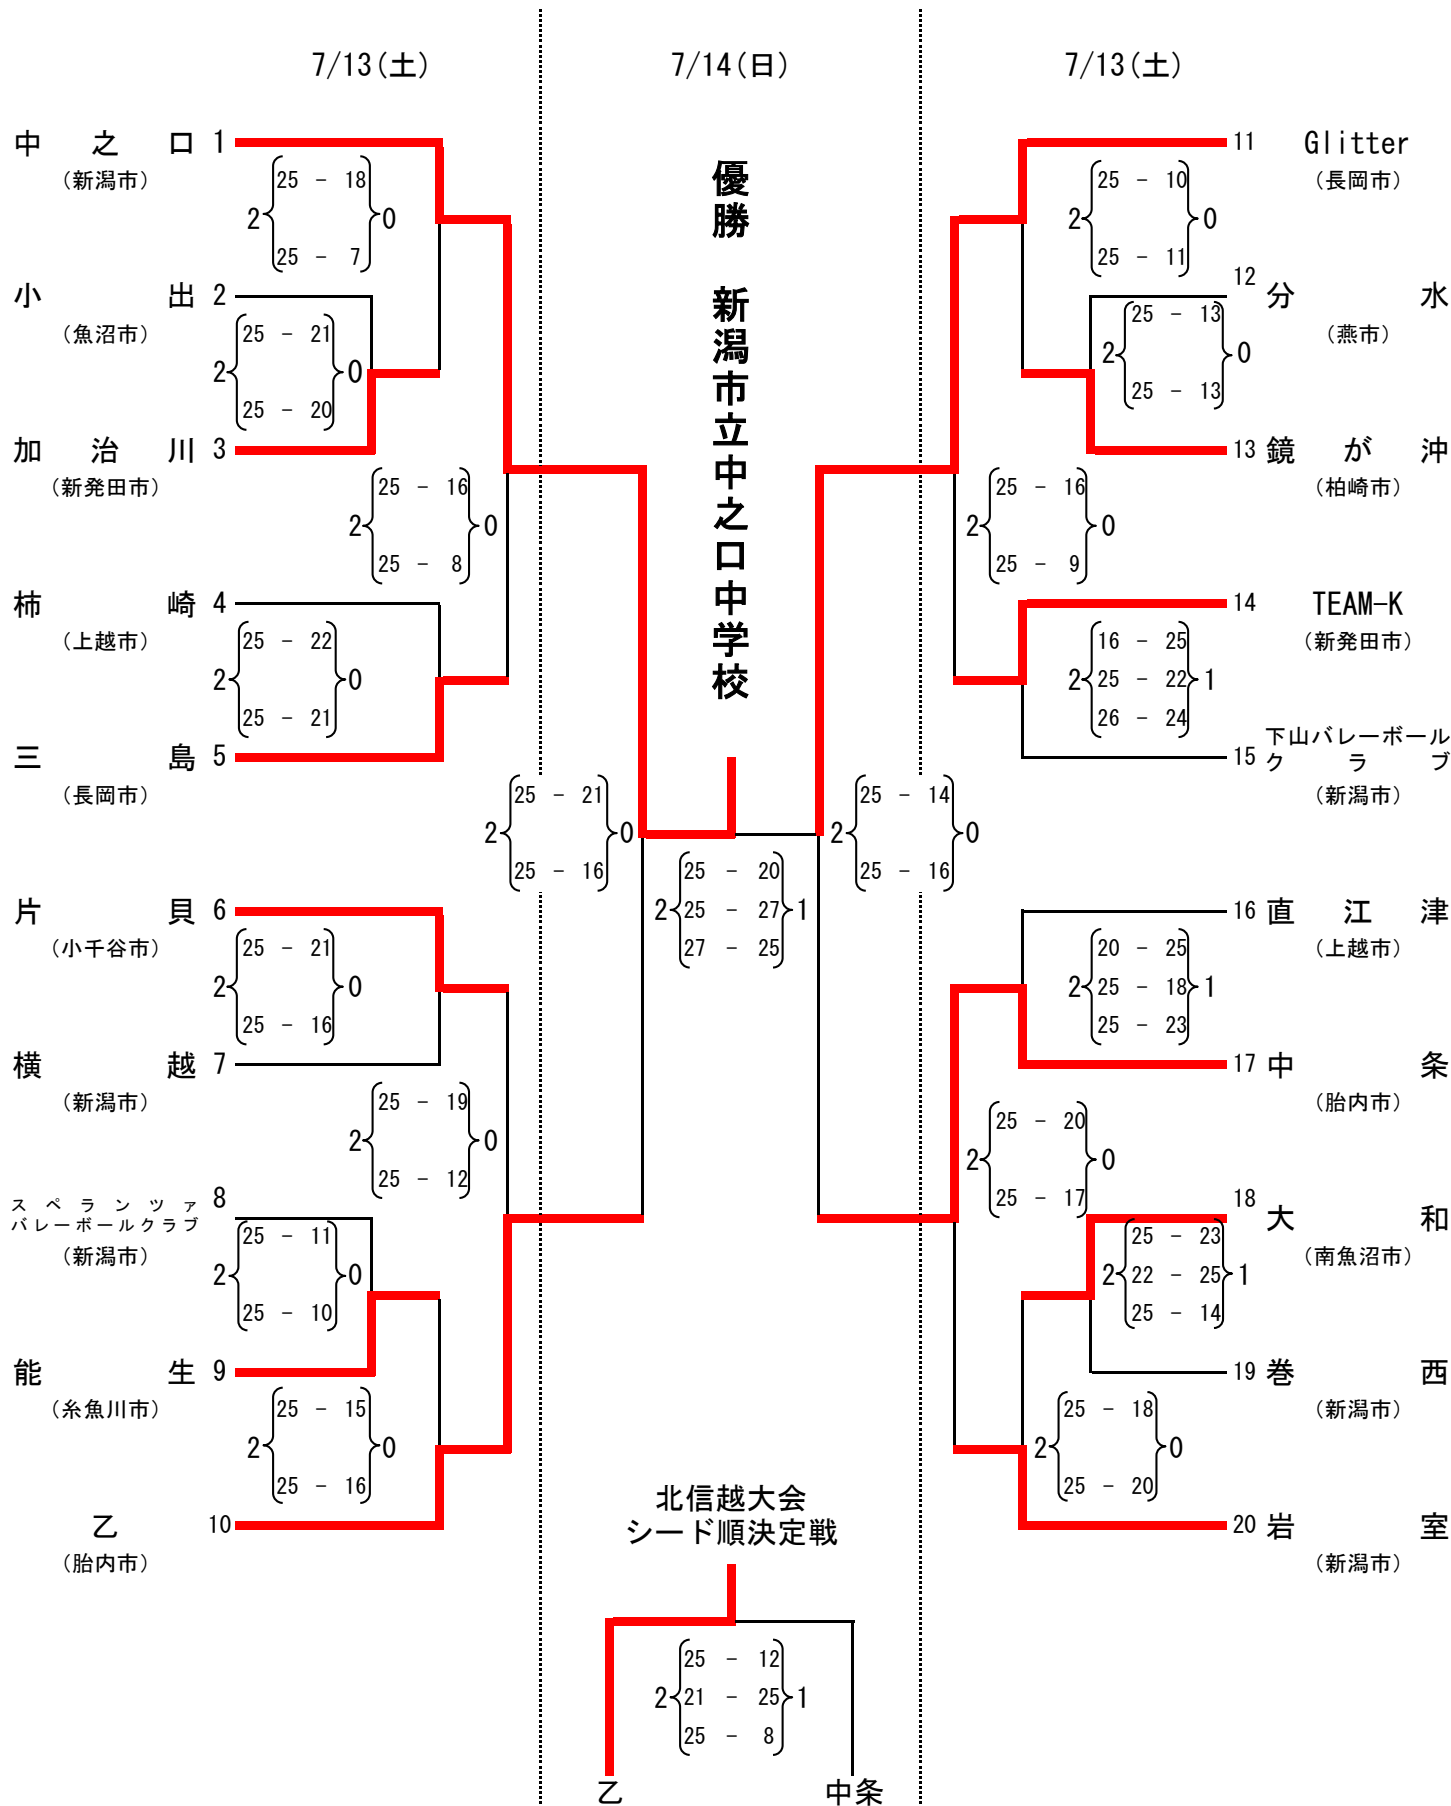 7/13(土)
7/14(日)
7/13(土)
中之口 1
(新潟市)
25 - 18
2 0
25 - 7
小出 2
(魚沼市)
25 - 21
2 0
25 - 20
加治川 3
(新発田市)
25 - 16
2 0
25 - 8
柿崎 4
(上越市)
25 - 22
2 0
25 - 21
三島 5
(長岡市)
25 - 21
2 0
25 - 16
片貝 6
(小千谷市)
25 - 21
2 0
25 - 16
横越 7
(新潟市)
25 - 19
2 0
25 - 12
スペランツァ
バレーボールクラブ
8
(新潟市)
25 - 11
2 0
25 - 10
能生 9
(糸魚川市)
25 - 15
2 0
25 - 16
乙 10
(胎内市)
優勝 新潟市立中之口中学校
25 - 20
2 25 - 27 1
27 - 25
北信越大会
シード順決定戦
25 - 12
2 21 - 25 1
25 - 8
乙 中条
11 Glitter
(長岡市)
25 - 10
2 0
25 - 11
12 分水
(燕市)
25 - 13
2 0
25 - 13
13 鏡が沖
(柏崎市)
25 - 16
2 0
25 - 9
14 TEAM-K
(新発田市)
16 - 25
2 25 - 22 1
26 - 24
下山バレーボール
15 クラブ
(新潟市)
25 - 14
2 0
25 - 16
16 直江津
(上越市)
20 - 25
2 25 - 18 1
25 - 23
17 中条
(胎内市)
25 - 20
2 0
25 - 17
18 大和
(南魚沼市)
25 - 23
2 22 - 25 1
25 - 14
19 巻西
(新潟市)
25 - 18
2 0
25 - 20
20 岩室
(新潟市)